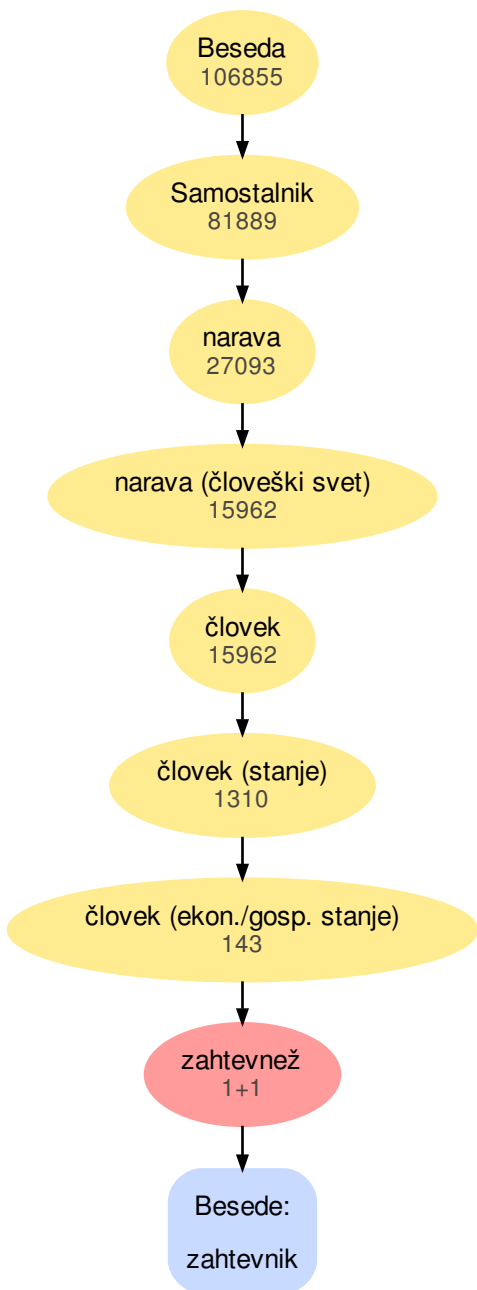 Beseda
106855
Samostalnik
81889
narava
27093
narava (človeški svet)
15962
človek
15962
človek (stanje)
1310
človek (ekon./gosp. stanje)
143
zahtevnež
1+1
Besede:
zahtevnik